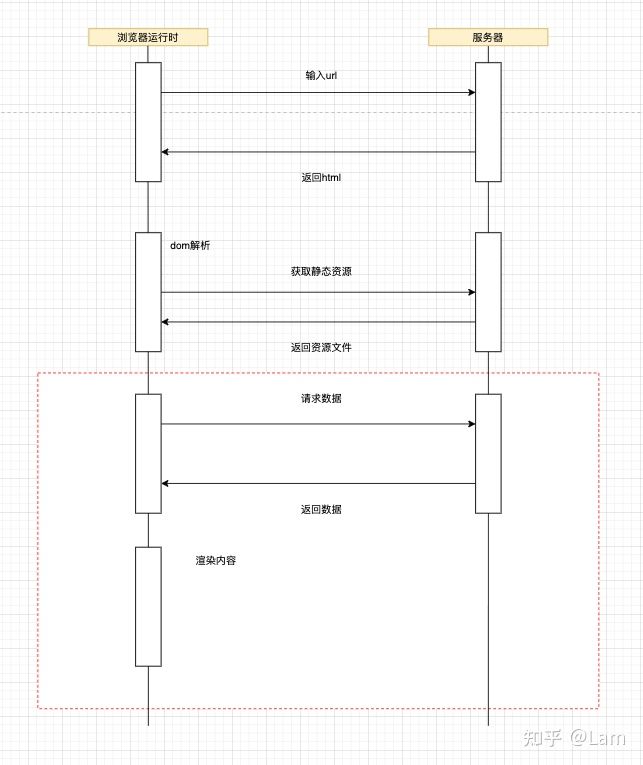 浏览器运行时
服务器
输入url
返回html
dom解析
获取静态资源
返回资源文件
请求数据
返回数据
渲染内容
知乎 @Lam